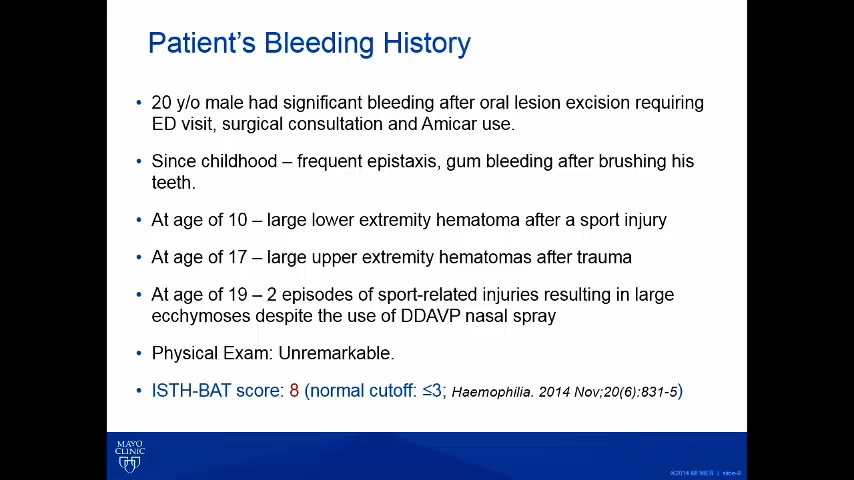 Patient's Bleeding History
• 20 y/o male had significant bleeding after oral lesion excision requiring
ED visit, surgical consultation and Amicar use.
• Since childhood – frequent epistaxis, gum bleeding after brushing his
teeth.
• At age of 10 – large lower extremity hematoma after a sport injury
• At age of 17 – large upper extremity hematomas after trauma
• At age of 19 – 2 episodes of sport-related injuries resulting in large
ecchymoses despite the use of DDAVP nasal spray
• Physical Exam: Unremarkable.
• ISTH-BAT score: 8 (normal cutoff: ≤3; Haemophilia. 2014 Nov;20(6):831-5)
MAYO
CLINIC
©2014 MFMER | slide-